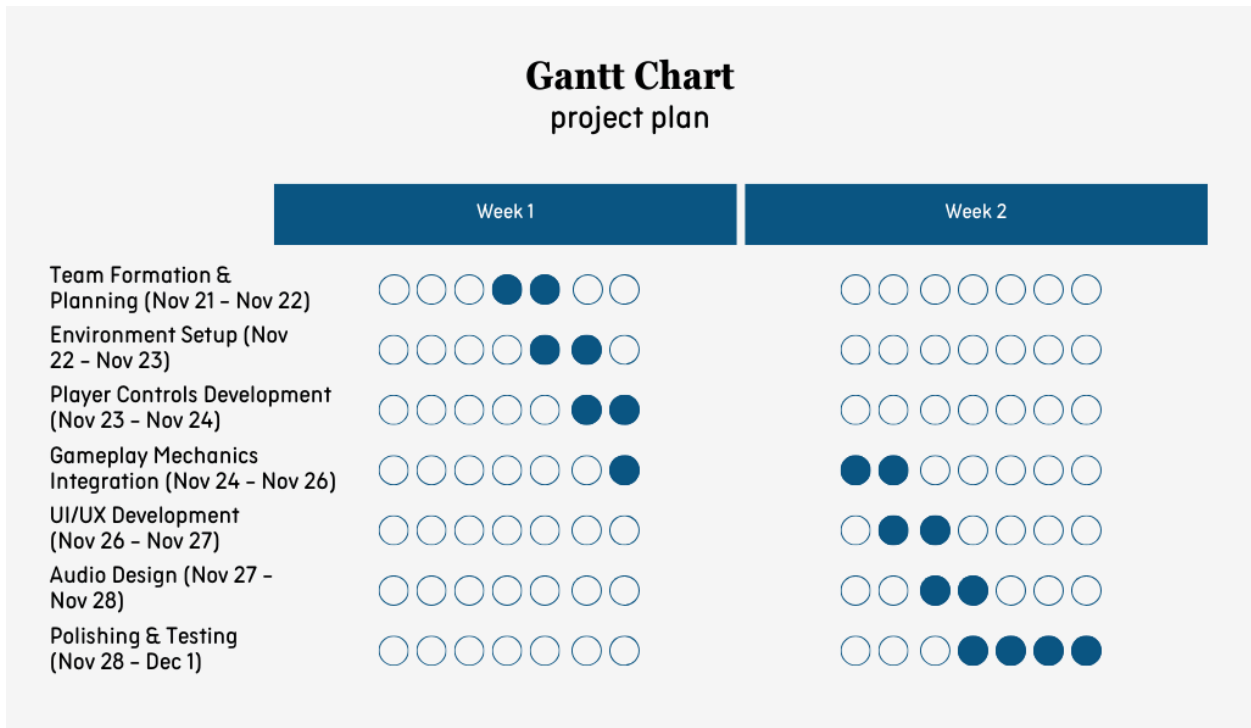 Gantt Chart
project plan
Week 1
Week 2
Team Formation &
Planning (Nov 21 - Nov 22)
Environment Setup (Nov
22 - Nov 23)
Player Controls Development
(Nov 23 - Nov 24)
Gameplay Mechanics
Integration (Nov 24 - Nov 26)
UI/UX Development
(Nov 26 - Nov 27)
Audio Design (Nov 27 -
Nov 28)
Polishing & Testing
(Nov 28 - Dec 1)